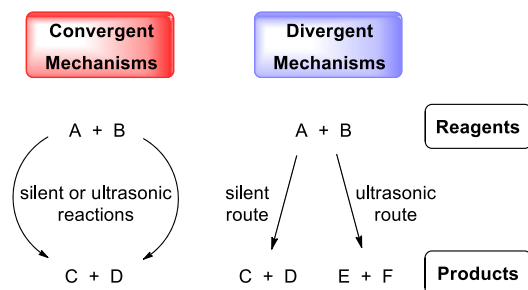 Convergent
Mechanisms
Divergent
Mechanisms
A + B
A + B
Reagents
silent or ultrasonic
reactions
silent
route
ultrasonic
route
C + D
C + D
E + F
Products